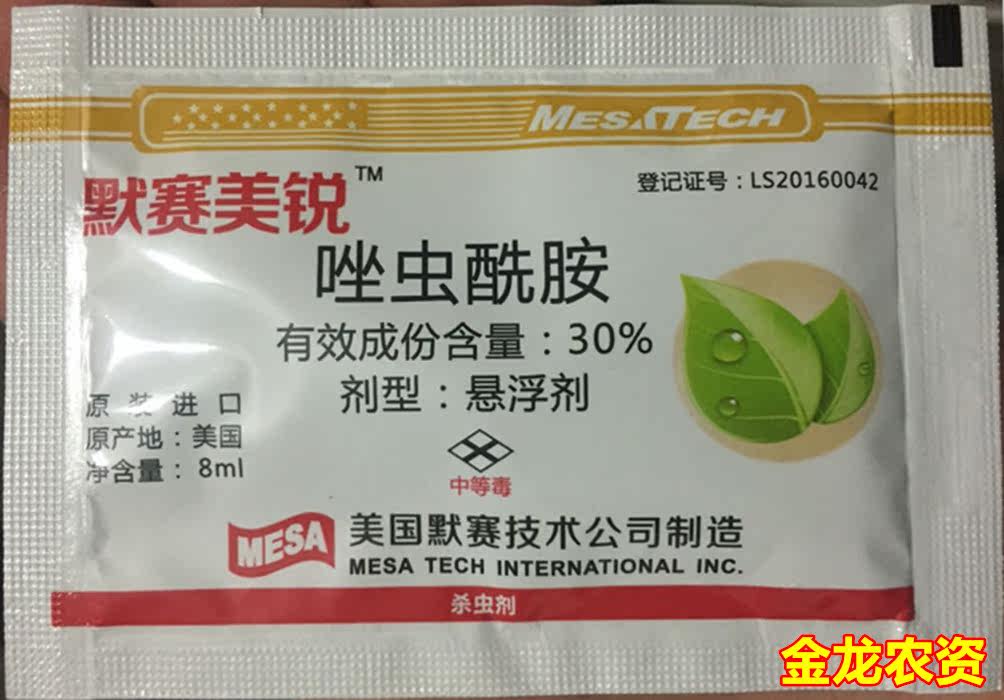 MESATECH
默赛美锐™
登记证号：LS20160042
唑虫酰胺
有效成份含量：30%
剂型：悬浮剂
原装进口
原产地：美国
净含量：8ml
中等毒
MESA
美国默赛技术公司制造
MESA TECH INTERNATIONAL INC.
杀虫剂
金龙农资